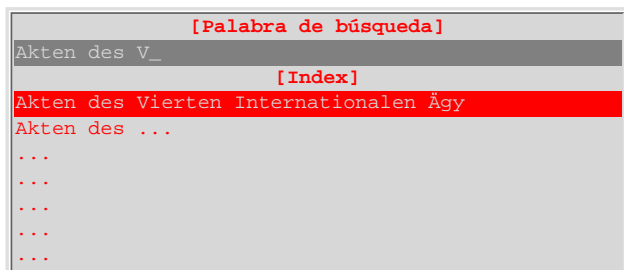 [Palabra de búsqueda]
Akten des V_
[Index]
Akten des Vierten Internationalen Ägy
Akten des ...
...
...
...
...
...